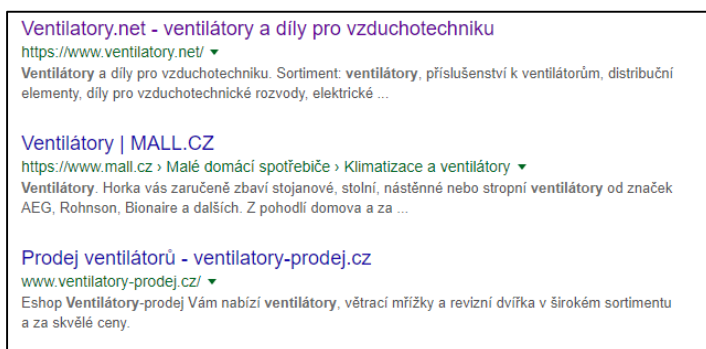 Ventilatory.net - ventilátory a díly pro vzduchotechniku
https://www.ventilatory.net/
Ventilátory a díly pro vzduchotechniku. Sortiment: ventilátory, příslušenství k ventilátorům, distribuční
elementy, díly pro vzduchotechnické rozvody, elektrické ...
Ventilátory | MALL.CZ
https://www.mall.cz › Malé domácí spotřebiče › Klimatizace a ventilátory
Ventilátory. Horka vás zaručeně zbaví stojanové, stolní, nástěnné nebo stropní ventilátory od značek
AEG, Rohnson, Bionaire a dalších. Z pohodlí domova a za ...
Prodej ventilátorů - ventilatory-prodej.cz
www.ventilatory-prodej.cz/
Eshop Ventilátory-prodej Vám nabízí ventilátory, větrací mřížky a revizní dvířka v širokém sortimentu
a za skvělé ceny.